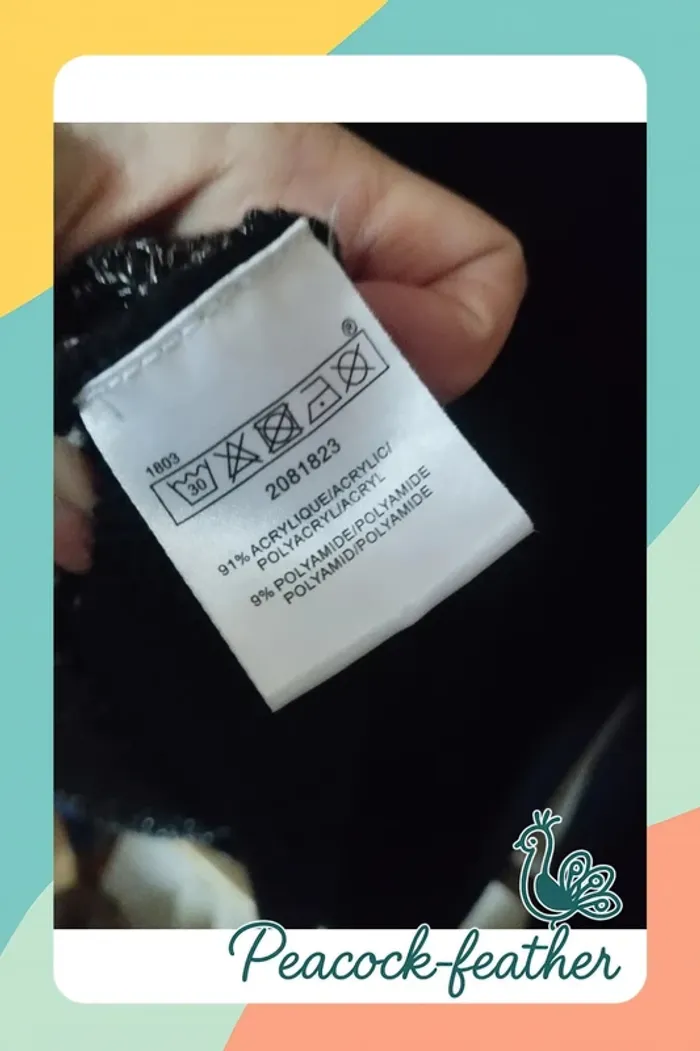 ®
1803
30
2081823
91% ACRYLIQUE/ACRYLIC/
POLYACRYL/ACRYL
9% POLYAMIDE/POLYAMIDE
POLYAMID/POLYAMIDE
Peacock-feather